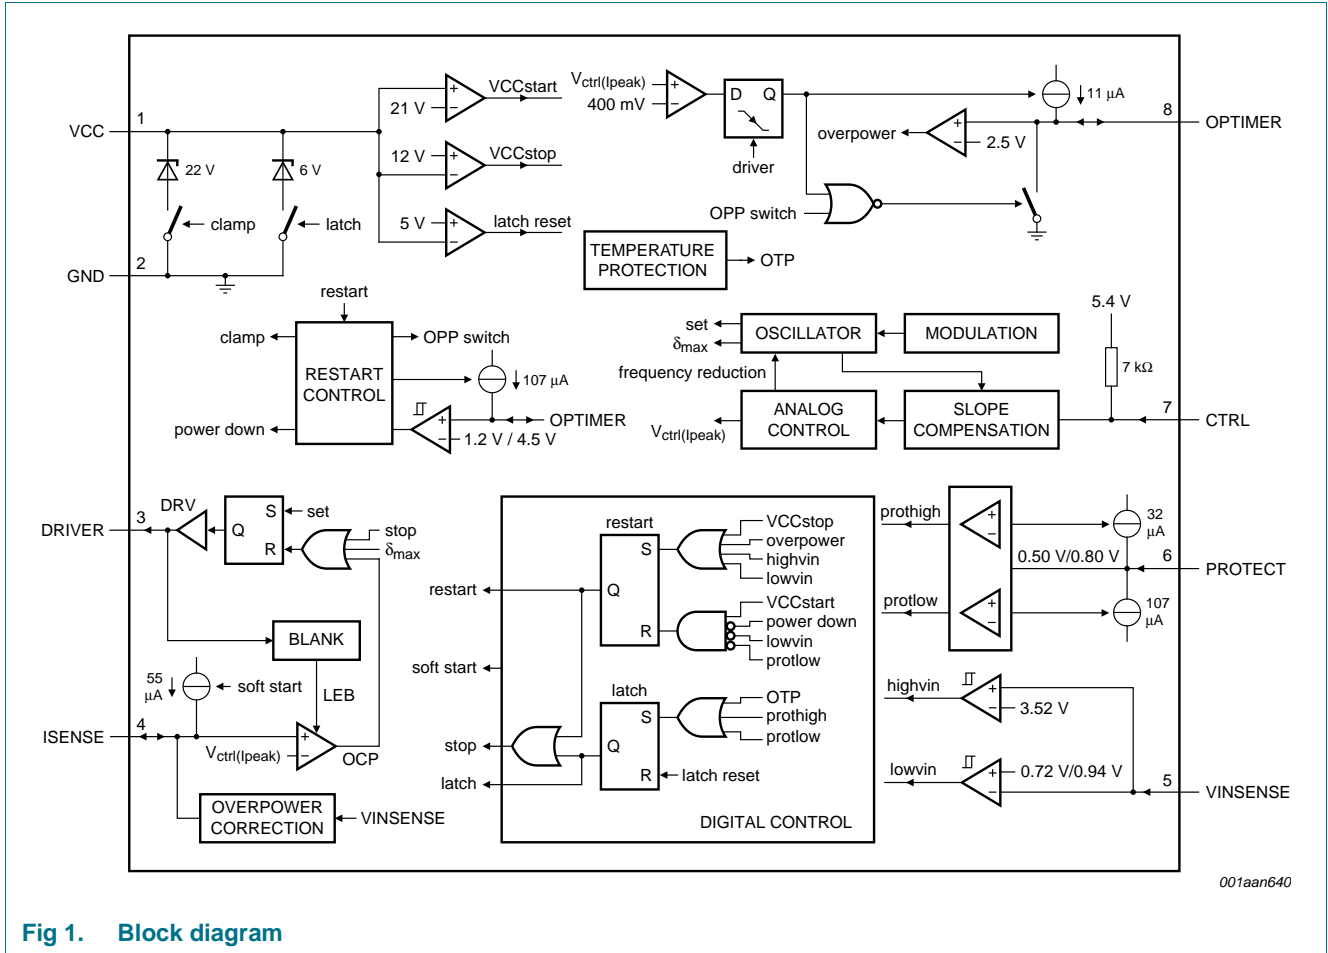 VCC
1
22 V
6 V
clamp
latch
GND
2
21 V
+
−
VCCstart
12 V
+
−
VCCstop
5 V
+
−
latch reset
Vctrl(Ipeak)
400 mV
+
−
D Q
driver
11 μA
overpower
+
−
2.5 V
8
OPTIMER
OPP switch
TEMPERATURE
PROTECTION
OTP
restart
clamp
OPP switch
RESTART
CONTROL
107 μA
power down
+
−
OPTIMER
1.2 V / 4.5 V
set
δmax
OSCILLATOR
MODULATION
frequency reduction
5.4 V
7 kΩ
Vctrl(Ipeak)
ANALOG
CONTROL
SLOPE
COMPENSATION
7
CTRL
DRIVER
3
DRV
Q
S
R
set
stop
δmax
BLANK
LEB
55
μA
soft start
ISENSE
4
Vctrl(Ipeak)
+
−
OCP
OVERPOWER
CORRECTION
VINSENSE
restart
S
Q
R
VCCstop
overpower
highvin
lowvin
VCCstart
power down
lowvin
protlow
restart
soft start
stop
latch
latch
S
Q
R
OTP
prothigh
protlow
latch reset
DIGITAL CONTROL
prothigh
+
−
32
μA
0.50 V/0.80 V
6
PROTECT
protlow
+
−
107
μA
highvin
+
−
3.52 V
lowvin
+
−
0.72 V/0.94 V
5
VINSENSE
001aan640
Fig 1. Block diagram